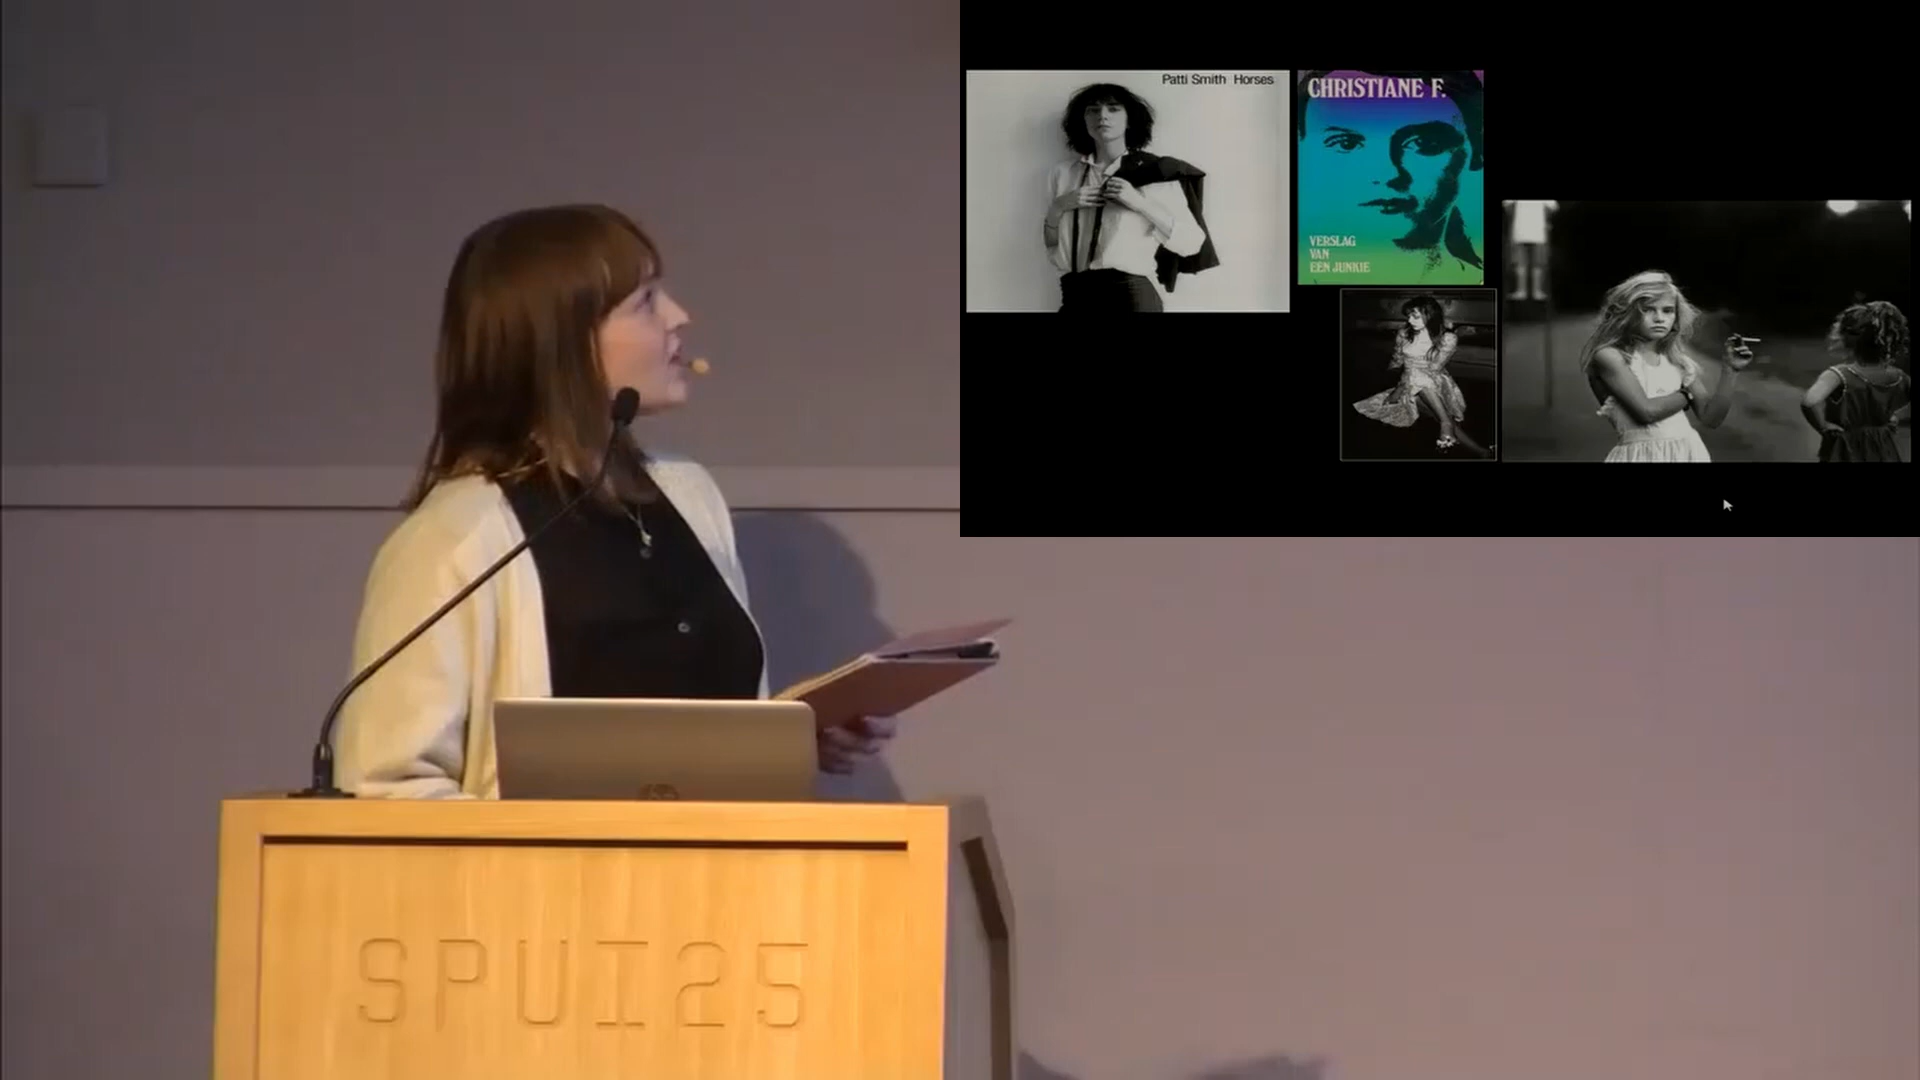 Patti Smith Horses
CHRISTIANE F.
VERSLAG
VAN
EEN JUNKIE
SPUI25